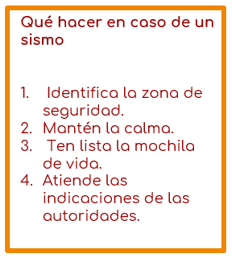 Qué hacer en caso de un
sismo
1. Identifica la zona de
seguridad.
2. Mantén la calma.
3. Ten lista la mochila
de vida.
4. Atiende las
indicaciones de las
autoridades.